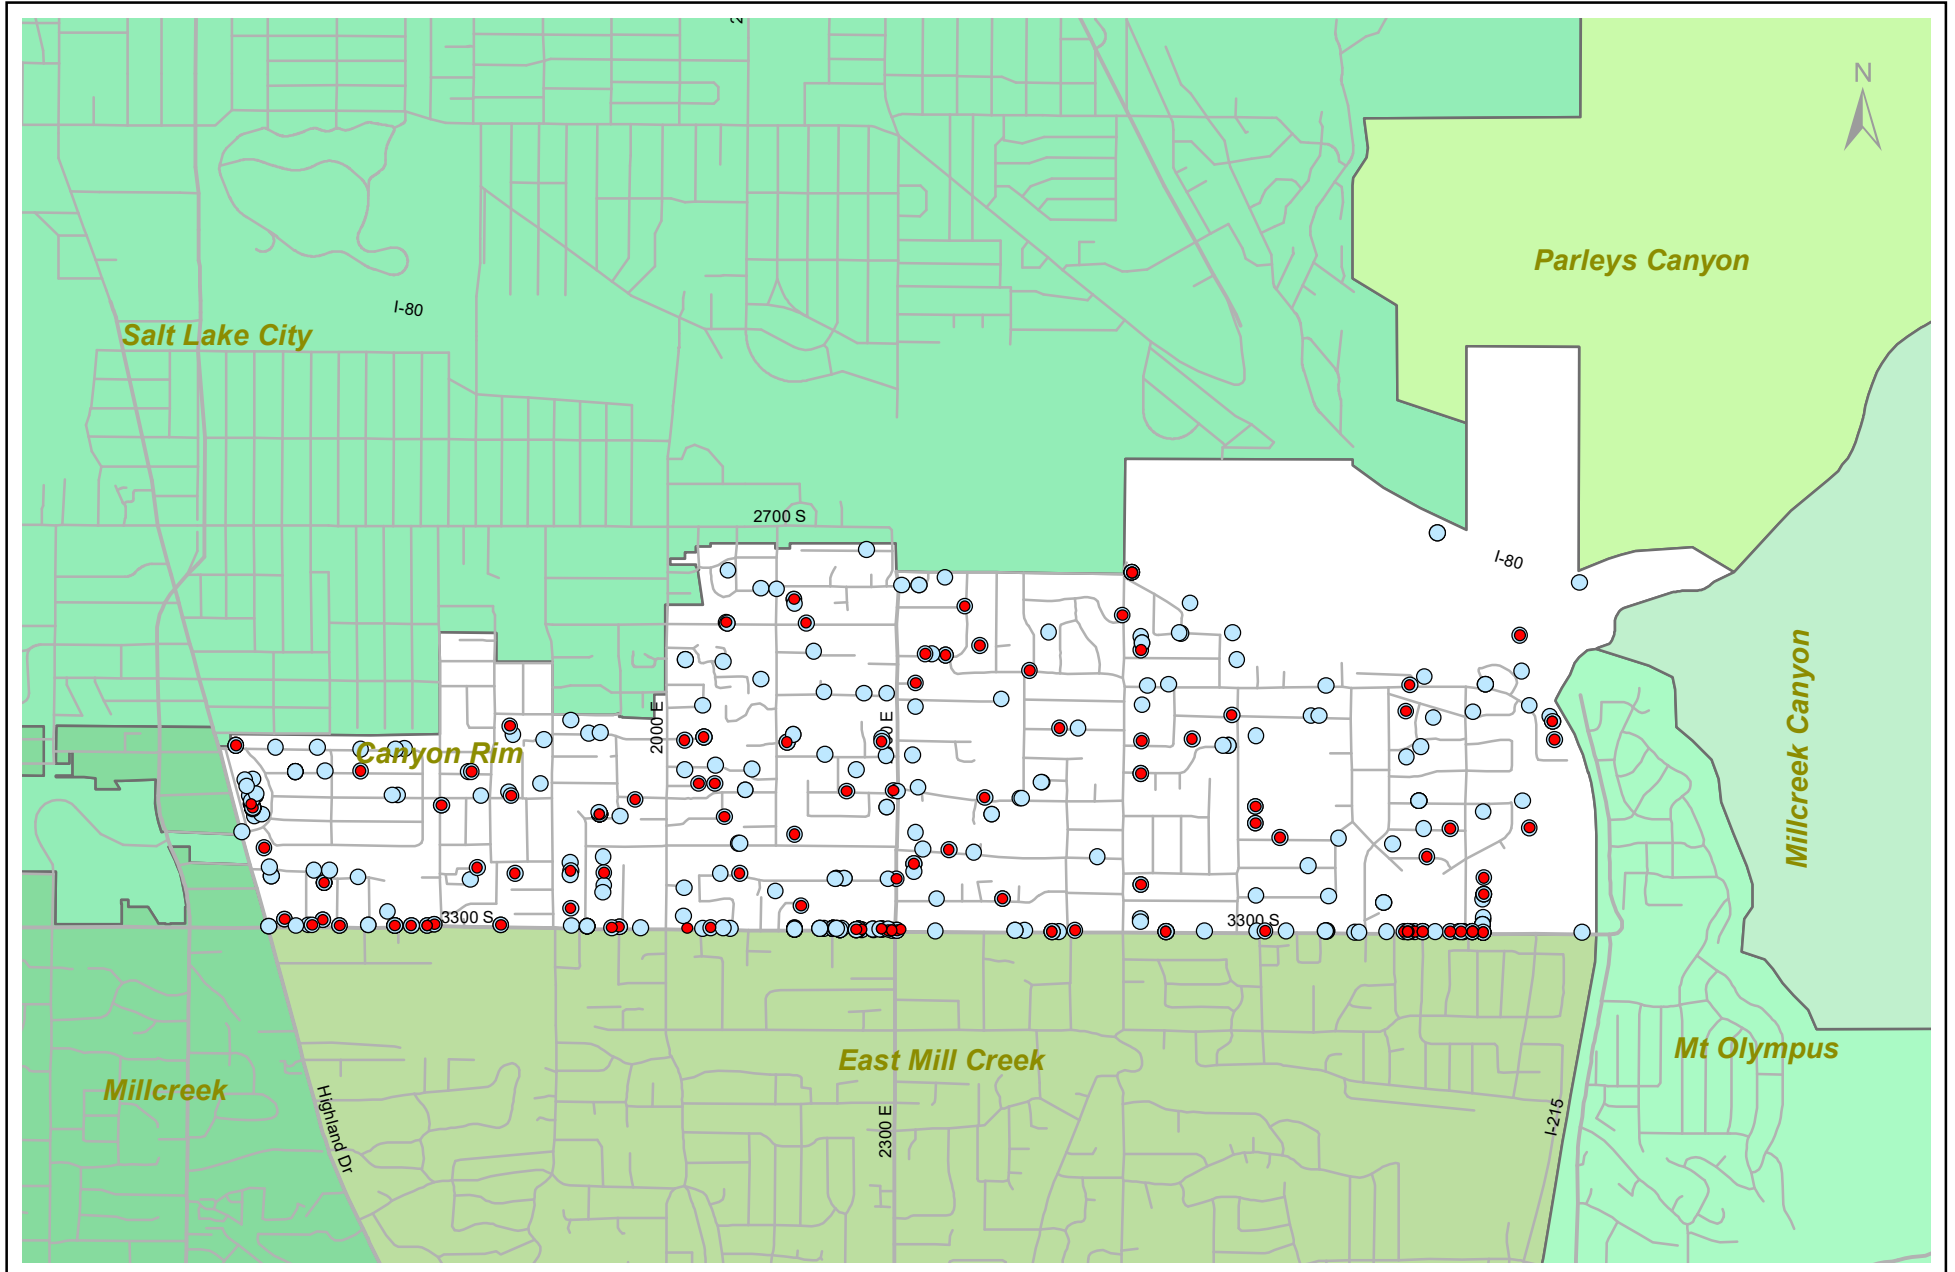 N
Parleys Canyon
I-80
Salt Lake City
2700 S
I-80
2000 E
Canyon Rim
Millcreek Canyon
3300 S
3300 S
East Mill Creek
Mt Olympus
Millcreek
Highland Dr
2300 E
I-215